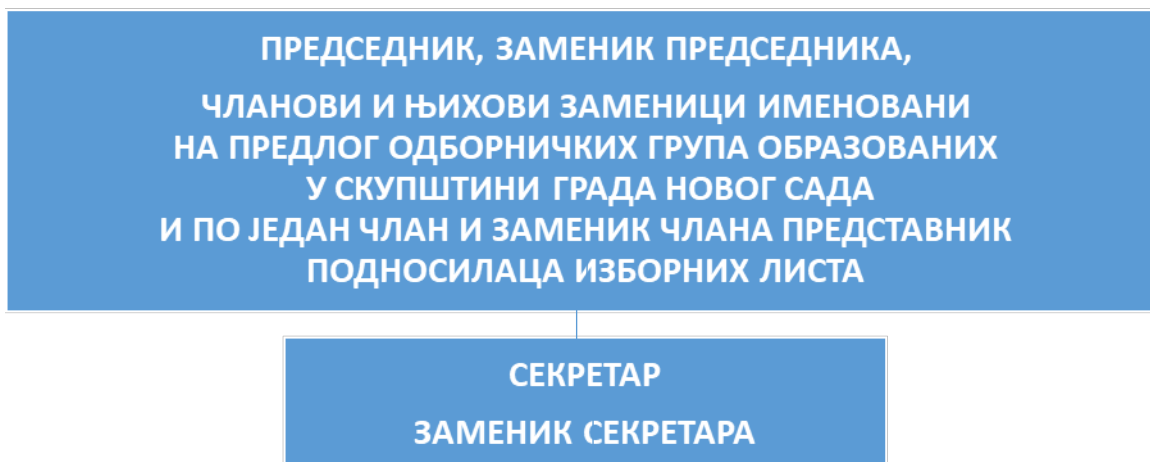 ПРЕДСЕДНИК, ЗАМЕНИК ПРЕДСЕДНИКА,
ЧЛАНОВИ И ЊИХОВИ ЗАМЕНИЦИ ИМЕНОВАНИ
НА ПРЕДЛОГ ОДБОРНИЧКИХ ГРУПА ОБРАЗОВАНИХ
У СКУПШТИНИ ГРАДА НОВОГ САДА
И ПО ЈЕДАН ЧЛАН И ЗАМЕНИК ЧЛАНА ПРЕДСТАВНИК
ПОДНОСИЛАЦА ИЗБОРНИХ ЛИСТА
СЕКРЕТАР
ЗАМЕНИК СЕКРЕТАРА